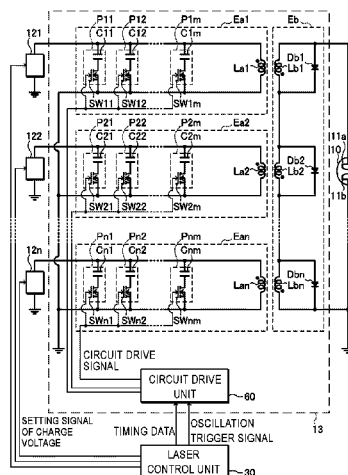 121 P11 P12 P1m Ea1 Eb
C11 C12 C1m
Db1
La1 Lb1
SW11 SW12 SW1m
P21 P22 P2m Ea2
122 C21 C22 C2m
11a
10
Db2
La2 Lb2
11b
SW21 SW22 SW2m
Pn1 Pn2 Pnm Ean
12n Cn1 Cn2 Cnm
Dbn
Lan Lbn
SWn1 SWn2 SWnm
CIRCUIT DRIVE
SIGNAL
CIRCUIT DRIVE
UNIT
60
SETTING SIGNAL
OF CHARGE
VOLTAGE
TIMING DATA
OSCILLATION
TRIGGER SIGNAL
13
LASER
CONTROL UNIT
30